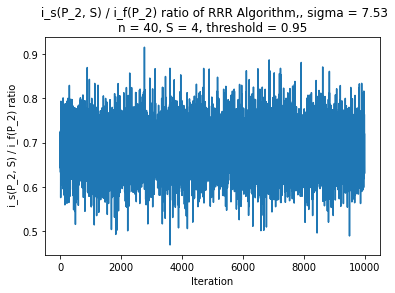 i_s(P_2, S) / i_f(P_2) ratio of RRR Algorithm,, sigma = 7.53
n = 40, S = 4, threshold = 0.95
i_s(P_2, S) / i_f(P_2) ratio
0.9
0.8
0.7
0.6
0.5
0
2000
4000
6000
8000
10000
Iteration